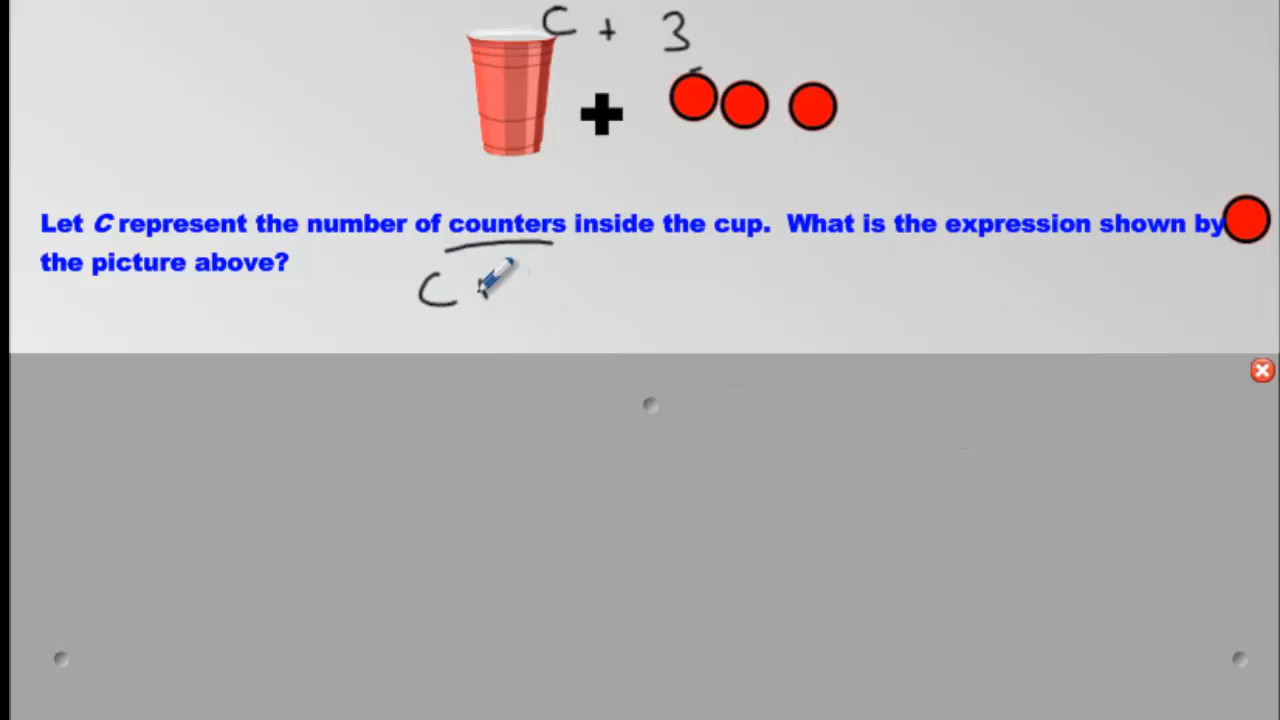 C + 3
Let C represent the number of counters inside the cup. What is the expression shown by
the picture above?
C